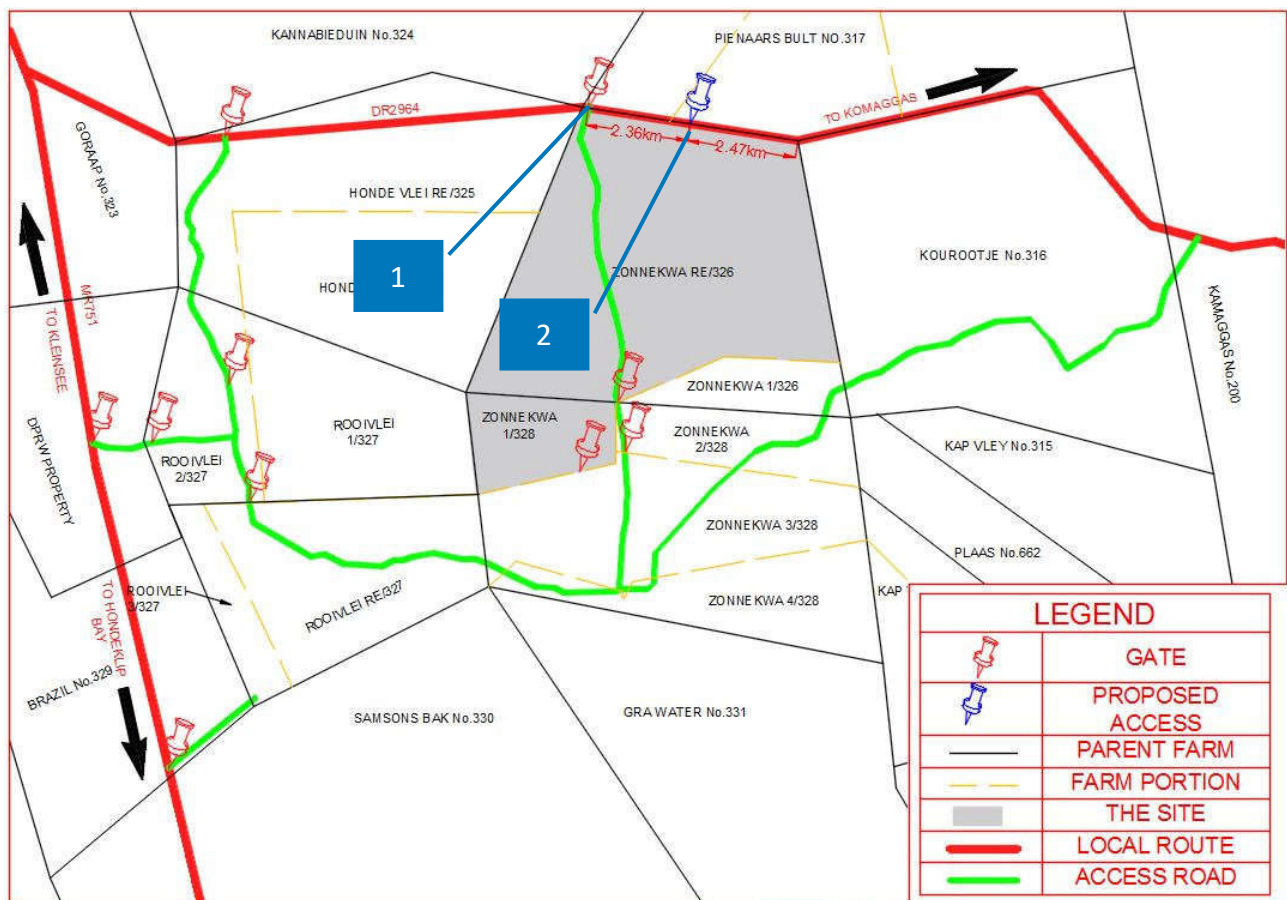 KANNABIEDUIN No.324
PIENAARS BULT NO.317
DR2964
TO KOMAGGAS
2.36km
2.47km
GORAAP No.323
HONDE VLEI RE/325
KOUROOTJE No.316
1
HOND
ZONNEKWA RE/326
MR751
TO KLEINSEE
2
KAMAGGAS No.200
ZONNEKWA 1/326
ROOIVLEI
1/327
ZONNEKWA
1/328
ZONNEKWA
2/328
KAP VLEY No.315
DPRW PROPERTY
ROOIVLEI
2/327
ZONNEKWA 3/328
PLAAS No.662
TO HONDEKLIP
BAY
ROOIVLEI
3/327
ROOIVLEI RE/327
ZONNEKWA 4/328
KAP
BRAZIL No.329
SAMSONS BAK No.330
GRA WATER No.331
LEGEND
GATE
PROPOSED
ACCESS
PARENT FARM
FARM PORTION
THE SITE
LOCAL ROUTE
ACCESS ROAD